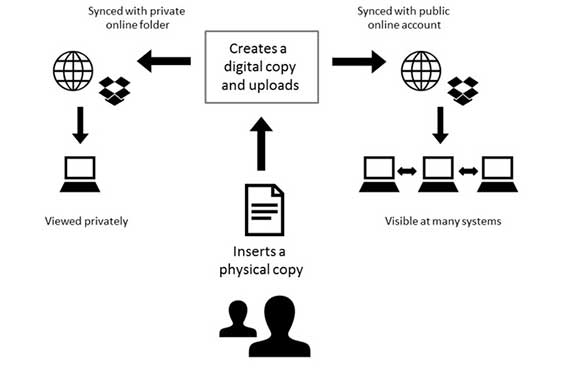 Synced with private
online folder
Creates a
digital copy
and uploads
Synced with public
online account
Viewed privately
Visible at many systems
Inserts a
physical copy